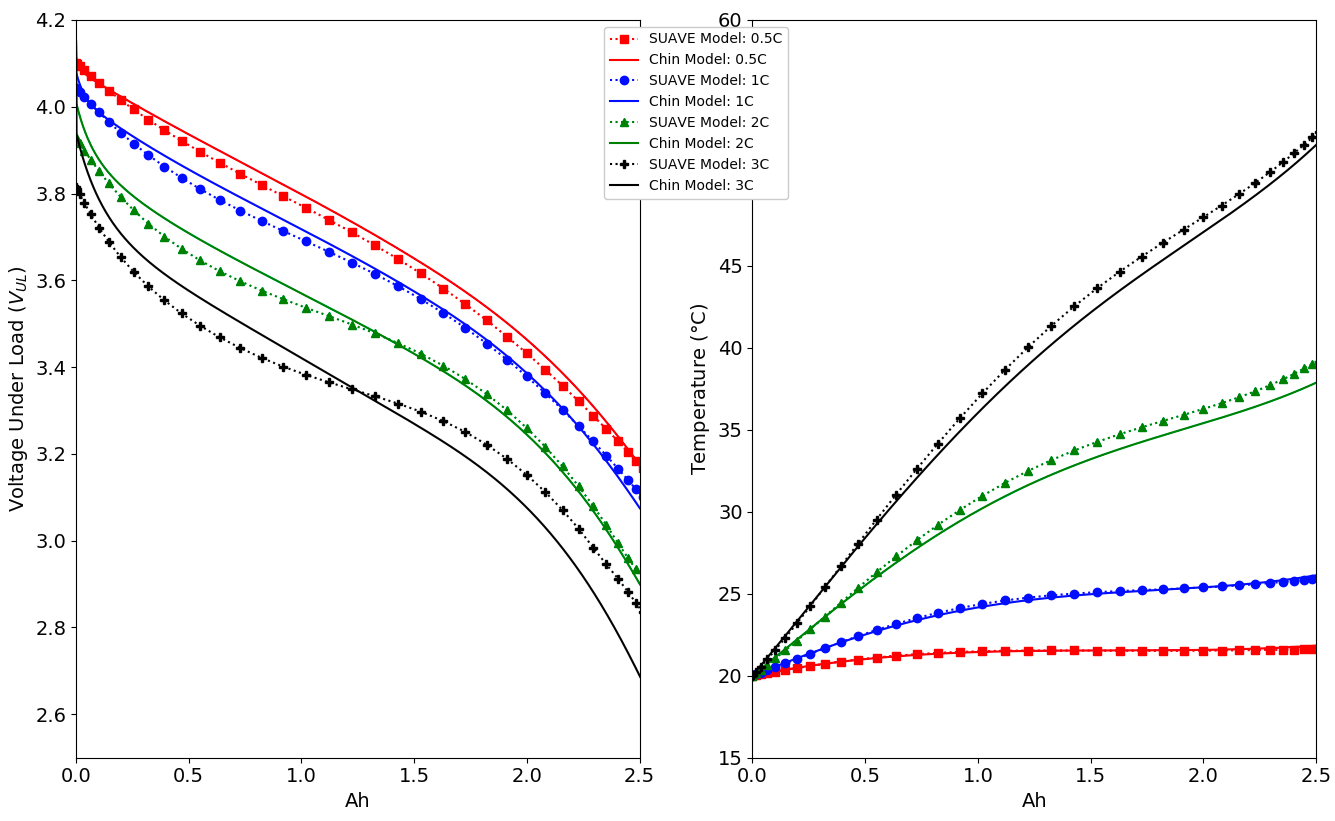 4.2
4.0
3.8
3.6
3.4
3.2
3.0
2.8
2.6
Voltage Under Load (V_UL)
0.0 0.5 1.0 1.5 2.0 2.5
Ah
SUAVE Model: 0.5C
Chin Model: 0.5C
SUAVE Model: 1C
Chin Model: 1C
SUAVE Model: 2C
Chin Model: 2C
SUAVE Model: 3C
Chin Model: 3C
60
45
40
35
30
25
20
15
Temperature (°C)
0.0 0.5 1.0 1.5 2.0 2.5
Ah